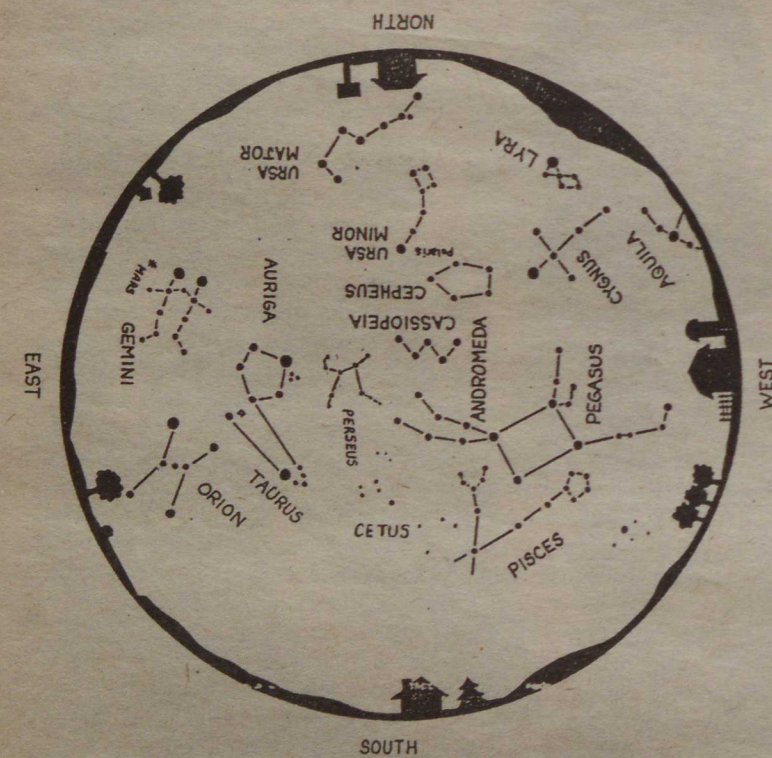 NORTH
URSA
MAJOR
LYRA
URSA
MINOR
Polaris
AQUILA
CYGNUS
CEPHEUS
CASSIOPEIA
MARS
AURIGA
GEMINI
ANDROMEDA
PEGASUS
EAST
WEST
PERSEUS
ORION
TAURUS
CETUS
PISCES
SOUTH